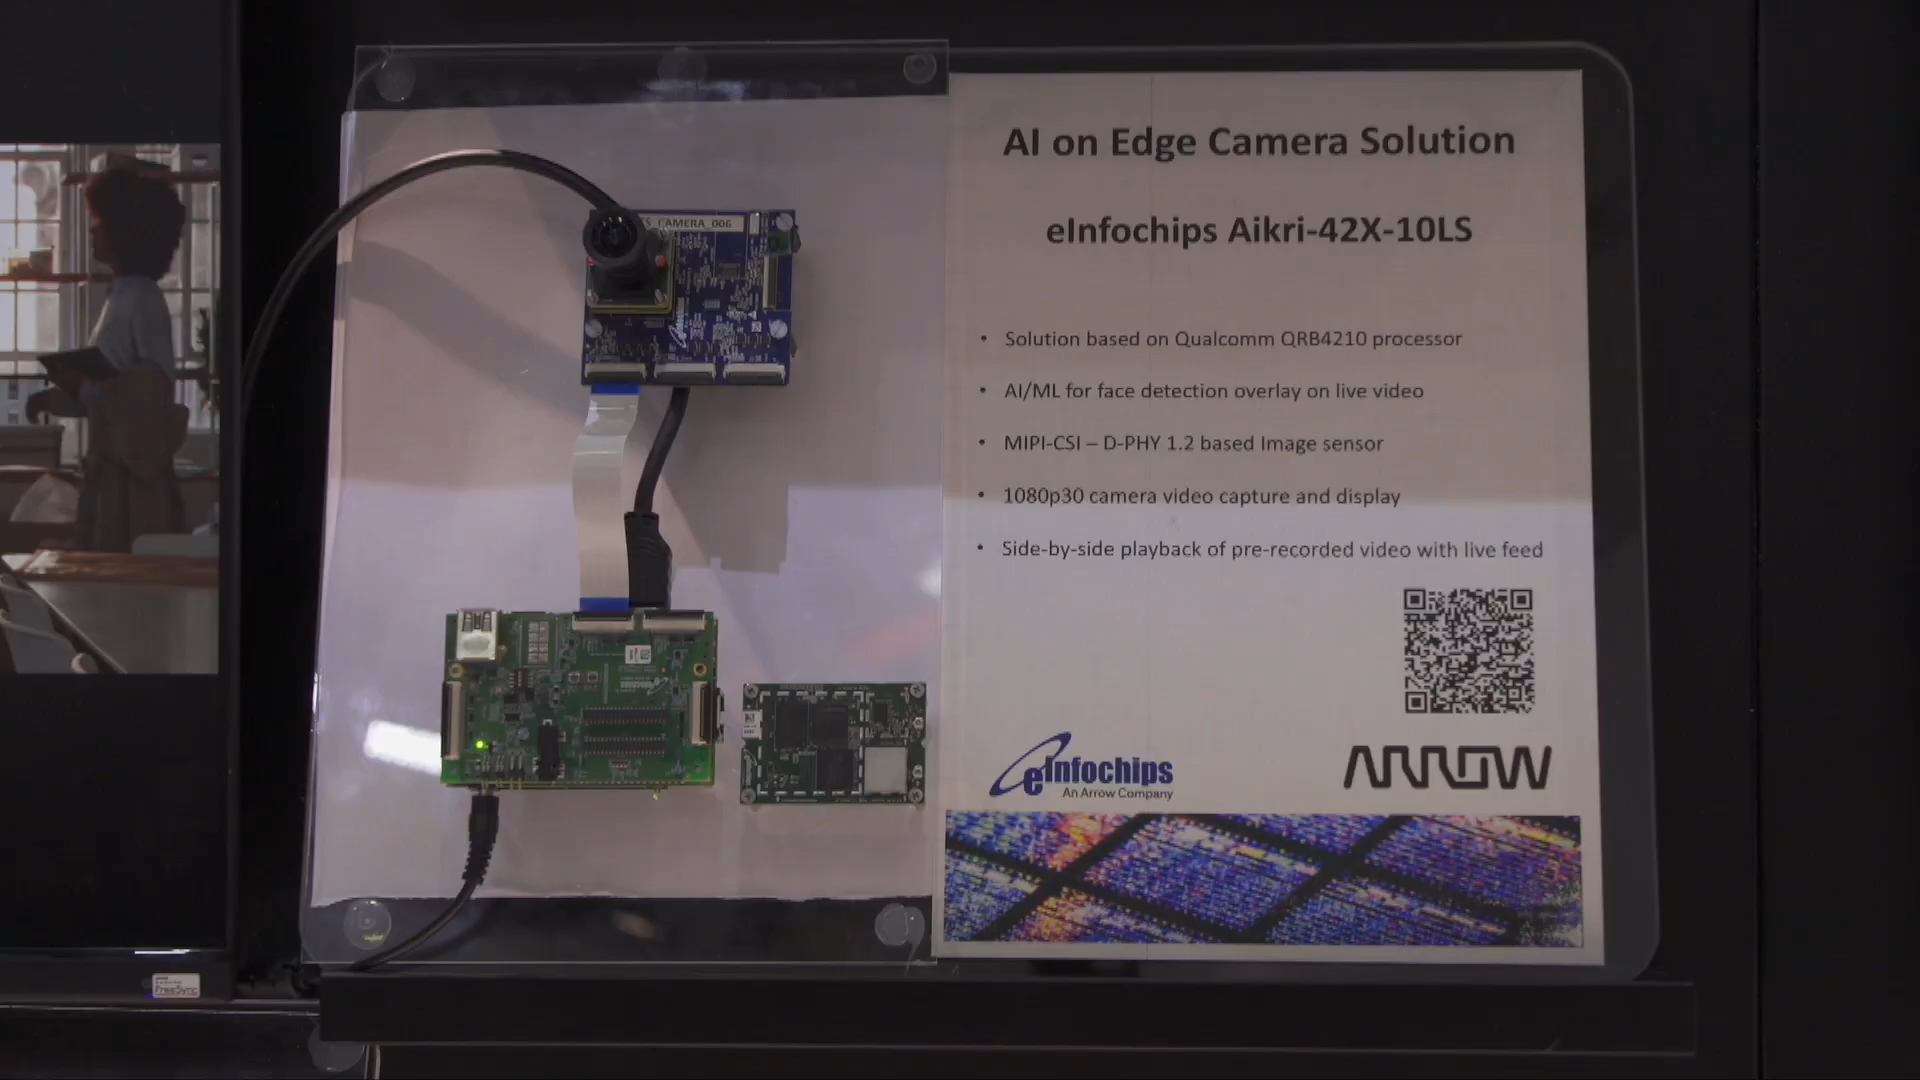 CAMERA_006
AI on Edge Camera Solution
eInfochips Aikri-42X-10LS
• Solution based on Qualcomm QRB4210 processor
• AI/ML for face detection overlay on live video
• MIPI-CSI – D-PHY 1.2 based Image sensor
• 1080p30 camera video capture and display
• Side-by-side playback of pre-recorded video with live feed
eInfochips
An Arrow Company
ARROW
FreeSync